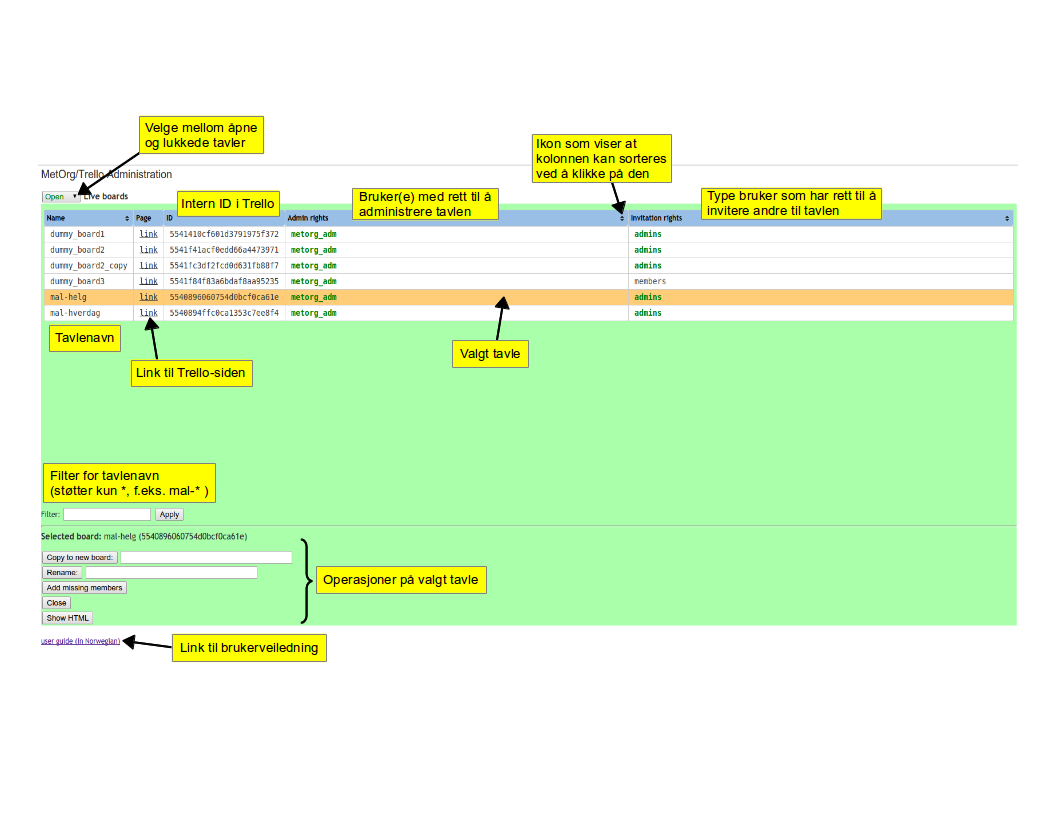 Velge mellom åpne
og lukkede tavler
Ikon som viser at
kolonnen kan sorteres
ved å klikke på den
MetOrg/Trello Administration
Open
Live boards
Intern ID i Trello
Bruker(e) med rett til å
administrere tavlen
Type bruker som har rett til å
invitere andre til tavlen
Name Page ID Admin rights Invitation rights
dummy_board1 link 5541410cf601d3791975f372 metorg_adm admins
dummy_board2 link 5541f41acf0edd66a4473971 metorg_adm admins
dummy_board2_copy link 5541fc3df2fcd0d631fb88f7 metorg_adm admins
dummy_board3 link 5541f84f83a6bdaf8aa95235 metorg_adm members
mal-helg link 5540896060754d0bcf0ca61e metorg_adm admins
mal-hverdag link 5540894ffc0ca1353c7ee8f4 metorg_adm admins
Tavlenavn
Valgt tavle
Link til Trello-siden
Filter for tavlenavn
(støtter kun *, f.eks. mal-* )
Filter: Apply
Selected board: mal-helg (5540896060754d0bcf0ca61e)
Copy to new board:
Rename:
Add missing members
Close
Show HTML
Operasjoner på valgt tavle
user guide (in Norwegian)
Link til brukerveiledning